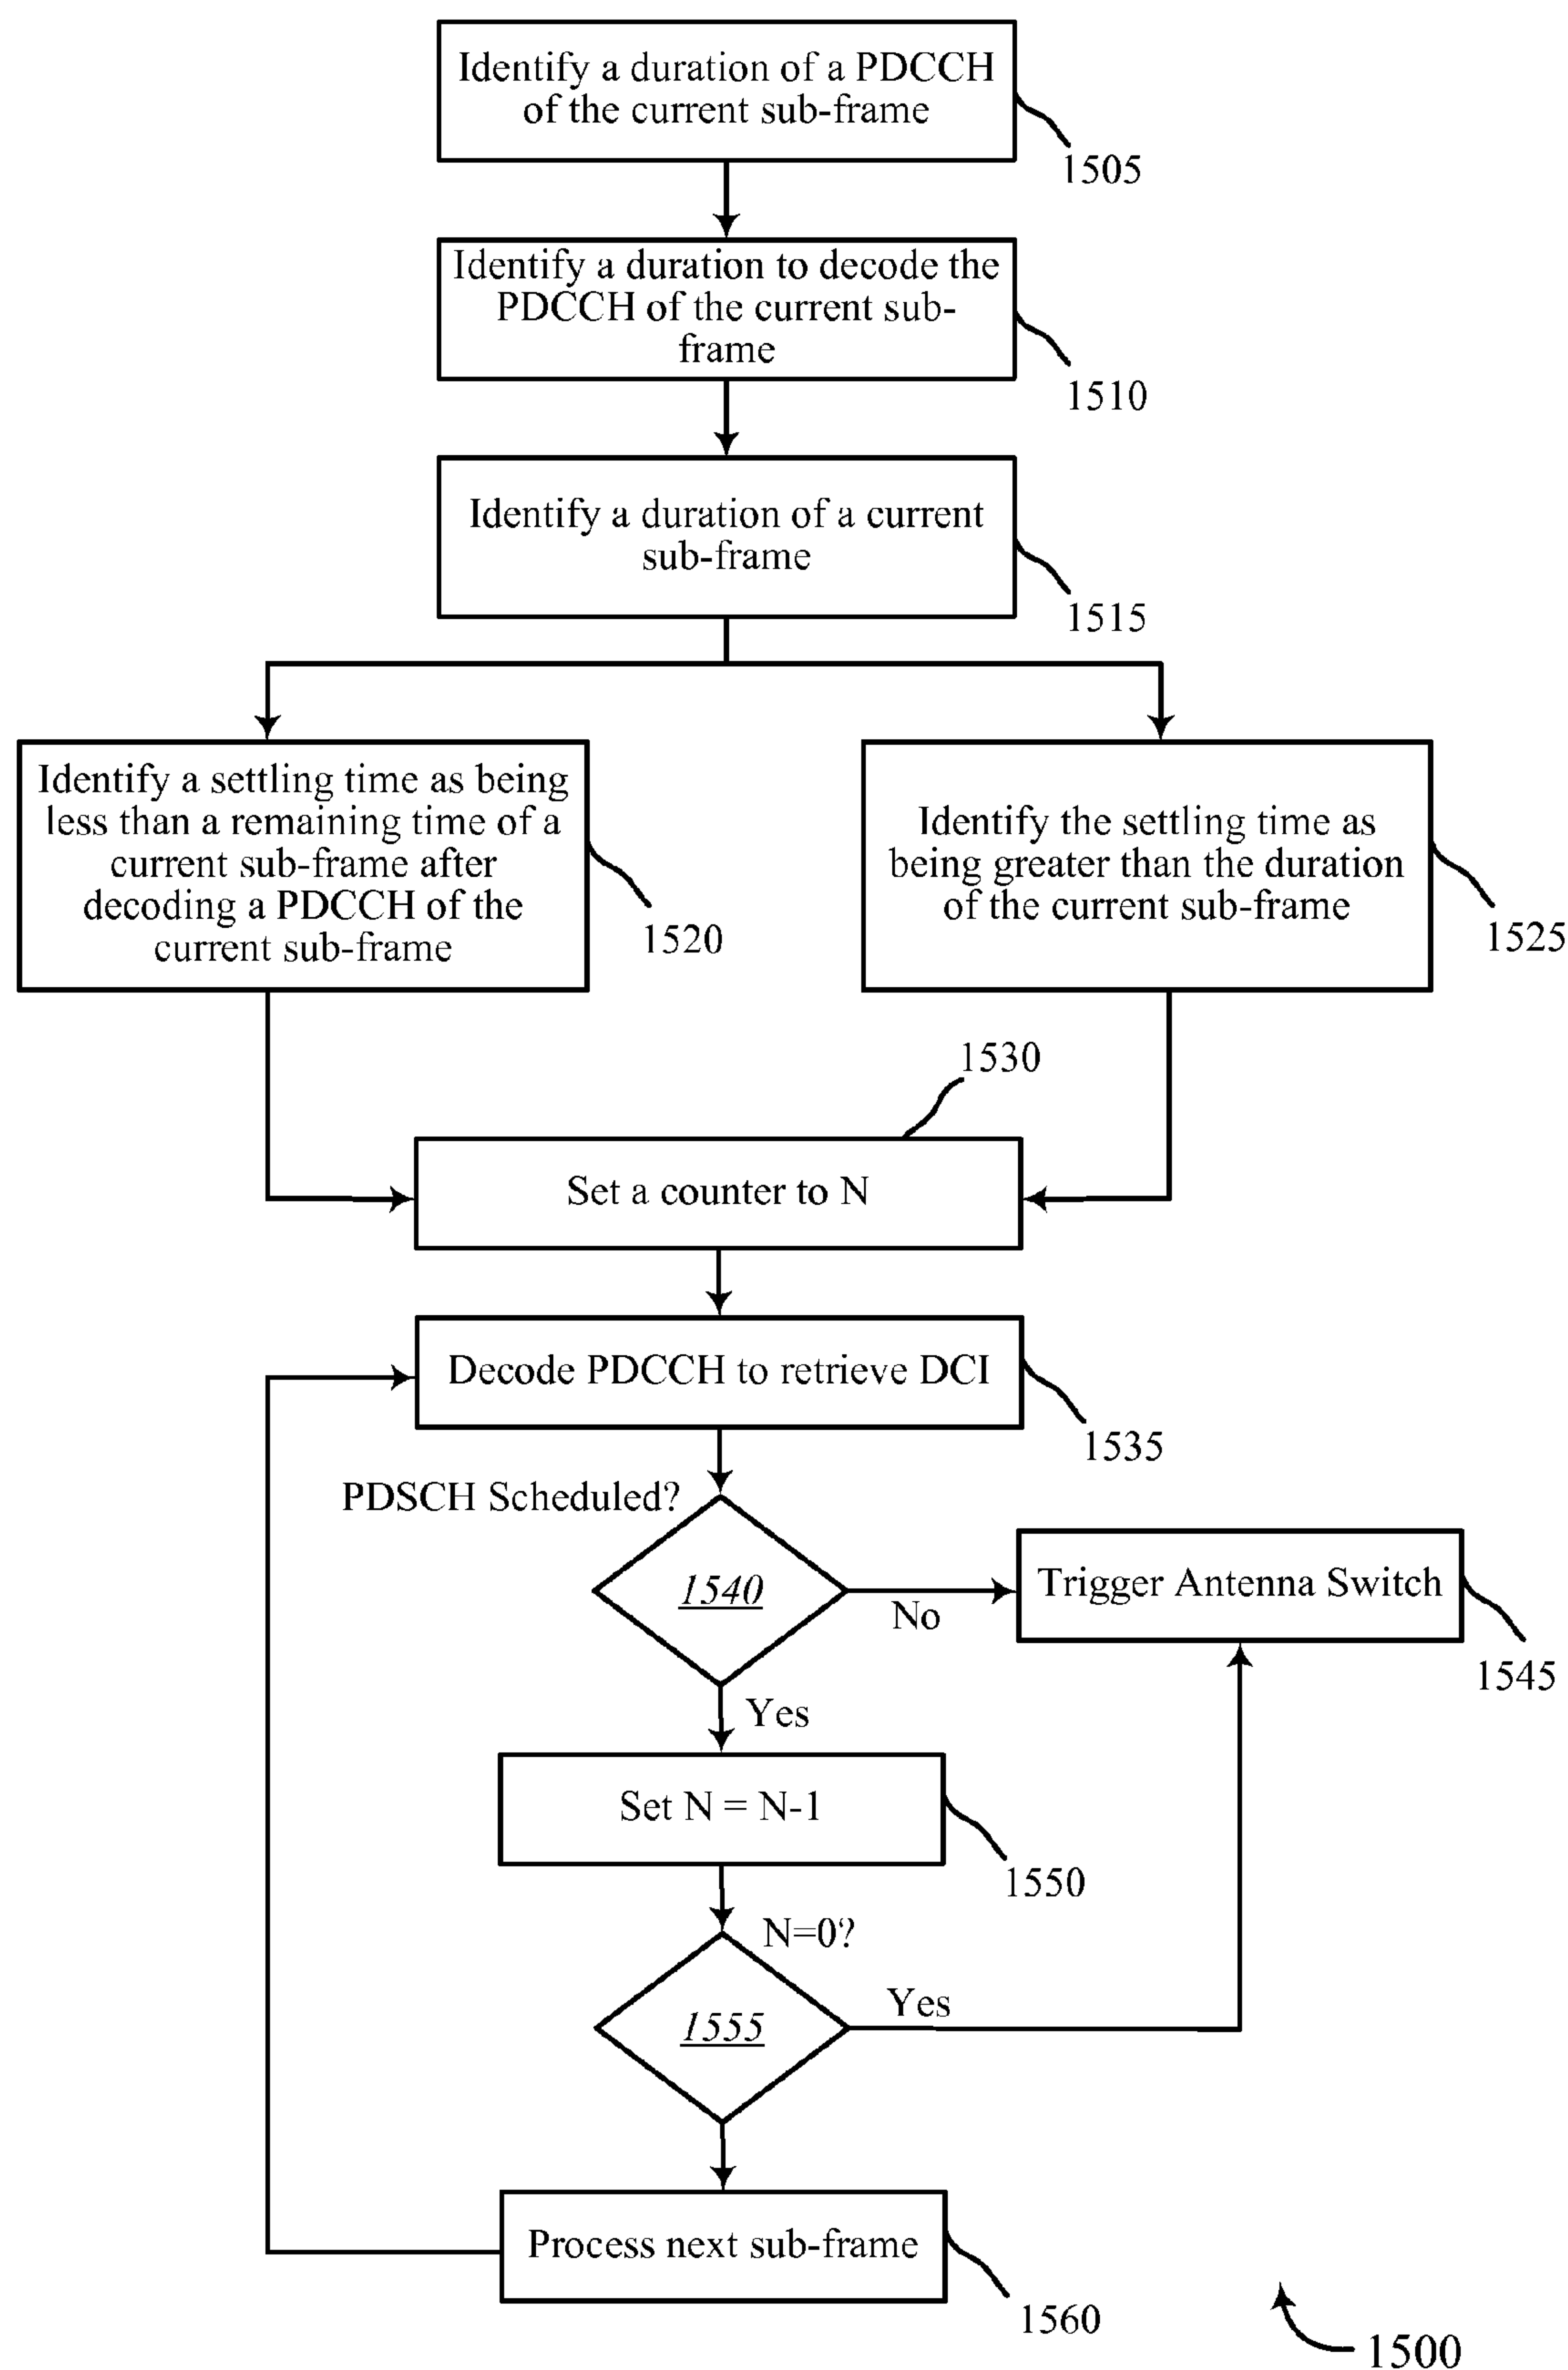 Identify a duration of a PDCCH
of the current sub-frame
1505
Identify a duration to decode the
PDCCH of the current sub-
frame
1510
Identify a duration of a current
sub-frame
1515
Identify a settling time as being
less than a remaining time of a
current sub-frame after
decoding a PDCCH of the
current sub-frame
1520
Identify the settling time as
being greater than the duration
of the current sub-frame
1525
1530
Set a counter to N
Decode PDCCH to retrieve DCI
1535
PDSCH Scheduled?
1540
No
Trigger Antenna Switch
1545
Yes
Set N = N-1
1550
N=0?
1555
Yes
Process next sub-frame
1560
1500